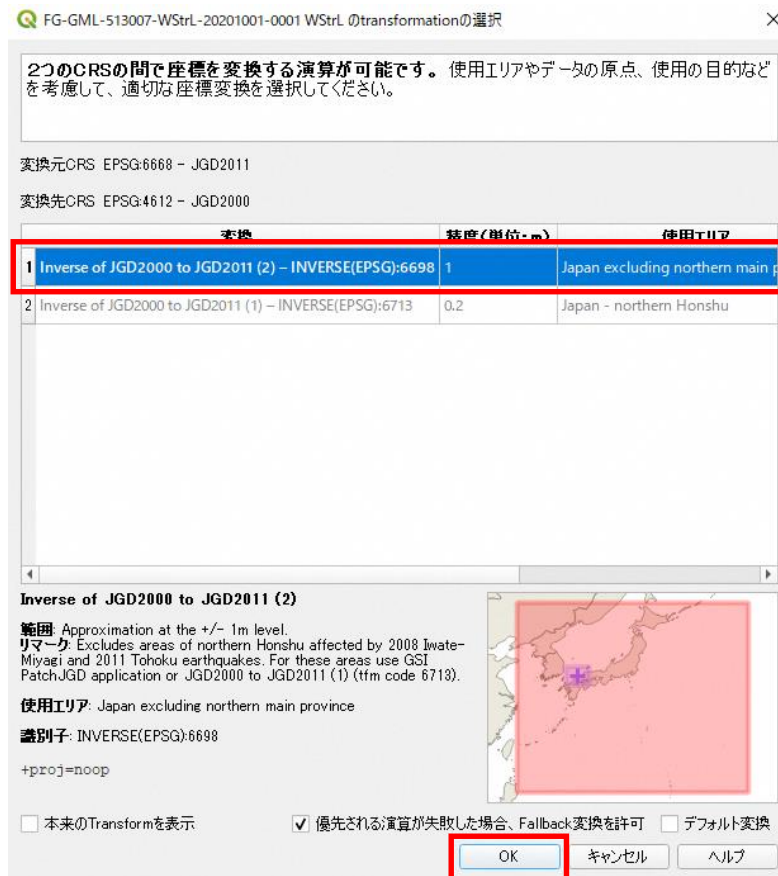 FG-GML-513007-WStrL-20201001-0001 WStrL のtransformationの選択
2つのCRSの間で座標を変換する演算が可能です。使用エリアやデータの原点、使用の目的など
を考慮して、適切な座標変換を選択してください。
変換元CRS EPSG:6668 - JGD2011
変換先CRS EPSG:4612 - JGD2000
変換 精度(単位:m) 使用エリア
1 Inverse of JGD2000 to JGD2011 (2) – INVERSE(EPSG):6698 1 Japan excluding northern main p
2 Inverse of JGD2000 to JGD2011 (1) – INVERSE(EPSG):6713 0.2 Japan - northern Honshu
Inverse of JGD2000 to JGD2011 (2)
範囲: Approximation at the +/- 1m level.
リマーク: Excludes areas of northern Honshu affected by 2008 Iwate-
Miyagi and 2011 Tohoku earthquakes. For these areas use GSI
PatchJGD application or JGD2000 to JGD2011 (1) (tfm code 6713).
使用エリア: Japan excluding northern main province
識別子: INVERSE(EPSG):6698
+proj=noop
本来のTransformを表示 優先される演算が失敗した場合、Fallback変換を許可 デフォルト変換
OK キャンセル ヘルプ